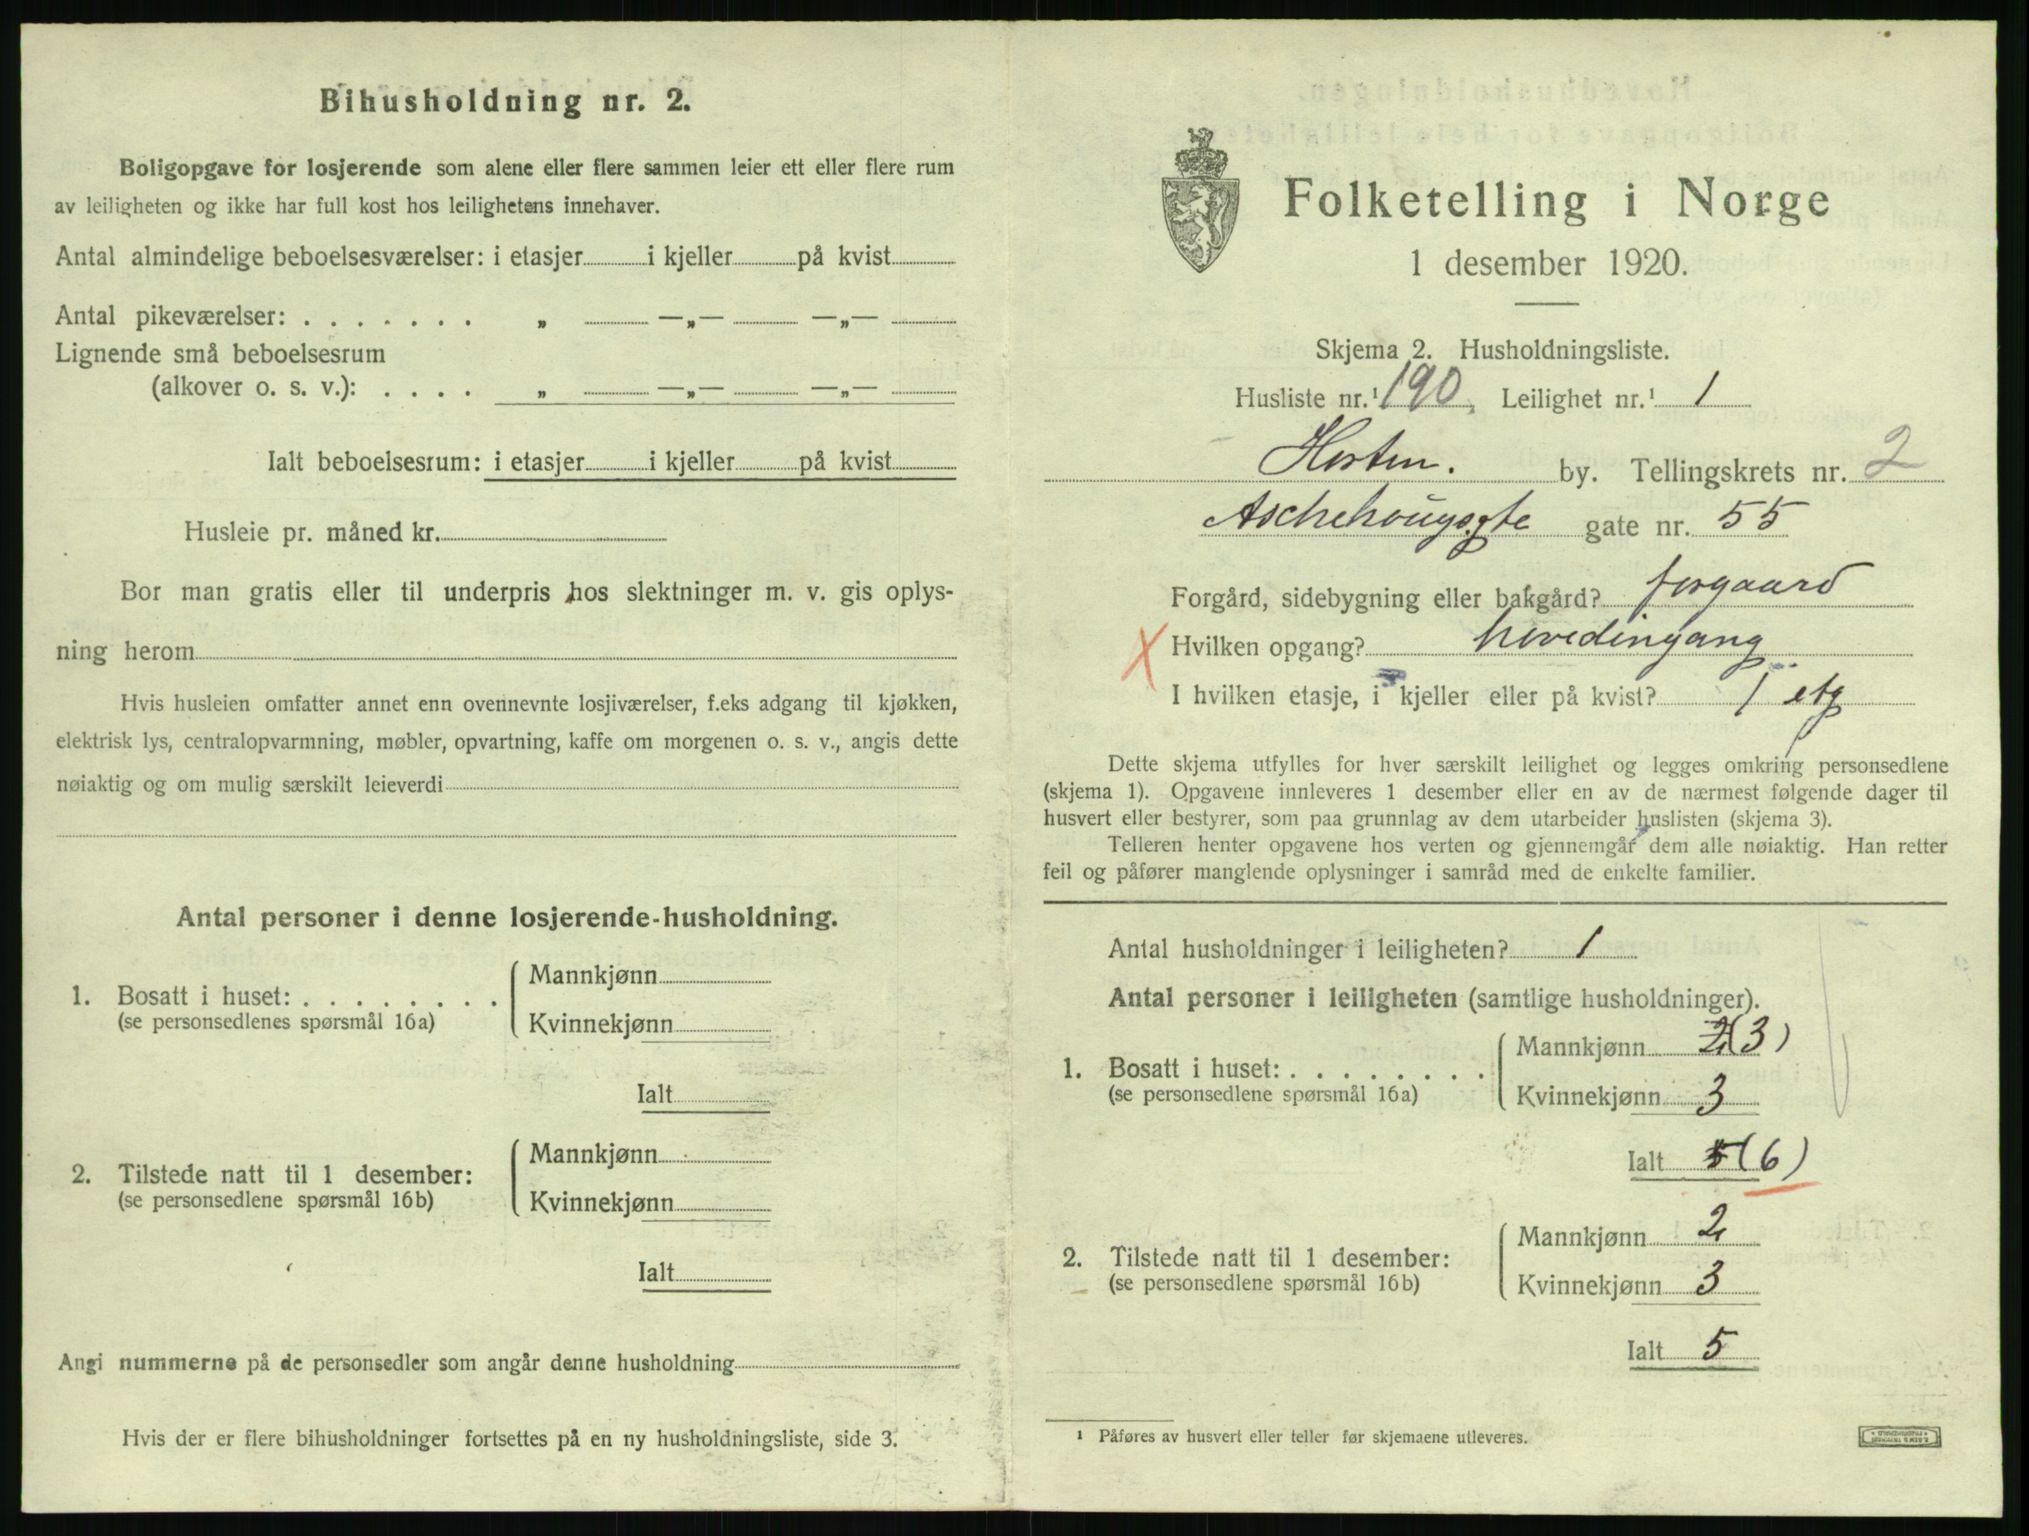 Bihusholdning nr. 2.
Boligopgave for losjerende som alene eller flere sammen leier ett eller flere rum
av leiligheten og ikke har full kost hos leilighetens innehaver.
Antal almindelige beboelsesværelser: i etasjer i kjeller på kvist
Antal pikeværelser: . . . . . . . „ —„— —„—
Lignende små beboelsesrum
(alkover o. s. v.): . . . . „ —„— —„—
Ialt beboelsesrum: i etasjer i kjeller på kvist
Husleie pr. måned kr.
Bor man gratis eller til underpris hos slektninger m. v. gis oplys-
ning herom
Hvis husleien omfatter annet enn ovennevnte losjiværelser, f.eks adgang til kjøkken,
elektrisk lys, centralopvarmning, møbler, opvartning, kaffe om morgenen o. s. v., angis dette
nøiaktig og om mulig særskilt leieverdi
Antal personer i denne losjerende-husholdning.
1. Bosatt i huset: . . . . . . . . Mannkjønn
(se personsedlenes spørsmål 16a) Kvinnekjønn
Ialt
2. Tilstede natt til 1 desember: Mannkjønn
(se personsedlene spørsmål 16b) Kvinnekjønn
Ialt
Angi nummerne på de personsedler som angår denne husholdning
Hvis der er flere bihusholdninger fortsettes på en ny husholdningsliste, side 3.
Folketelling i Norge
1 desember 1920.
Skjema 2. Husholdningsliste.
Husliste nr.¹ 190, Leilighet nr.¹ 1
Horten. by. Tellingskrets nr. 2
Aschehougsgte gate nr. 55
Forgård, sidebygning eller bakgård? forgaard
X Hvilken opgang? hovedingang
I hvilken etasje, i kjeller eller på kvist? 1 etg
Dette skjema utfylles for hver særskilt leilighet og legges omkring personsedlene
(skjema 1). Opgavene innleveres 1 desember eller en av de nærmest følgende dager til
husvert eller bestyrer, som paa grunnlag av dem utarbeider huslisten (skjema 3).
Telleren henter opgavene hos verten og gjennemgår dem alle nøiaktig. Han retter
feil og påfører manglende oplysninger i samråd med de enkelte familier.
Antal husholdninger i leiligheten? 1
Antal personer i leiligheten (samtlige husholdninger).
1. Bosatt i huset: . . . . . . . . Mannkjønn 2 (3)
(se personsedlene spørsmål 16a) Kvinnekjønn 3
Ialt 5 (6)
2. Tilstede natt til 1 desember: Mannkjønn 2
(se personsedlene spørsmål 16b) Kvinnekjønn 3
Ialt 5
¹ Påføres av husvert eller teller før skjemaene utleveres.